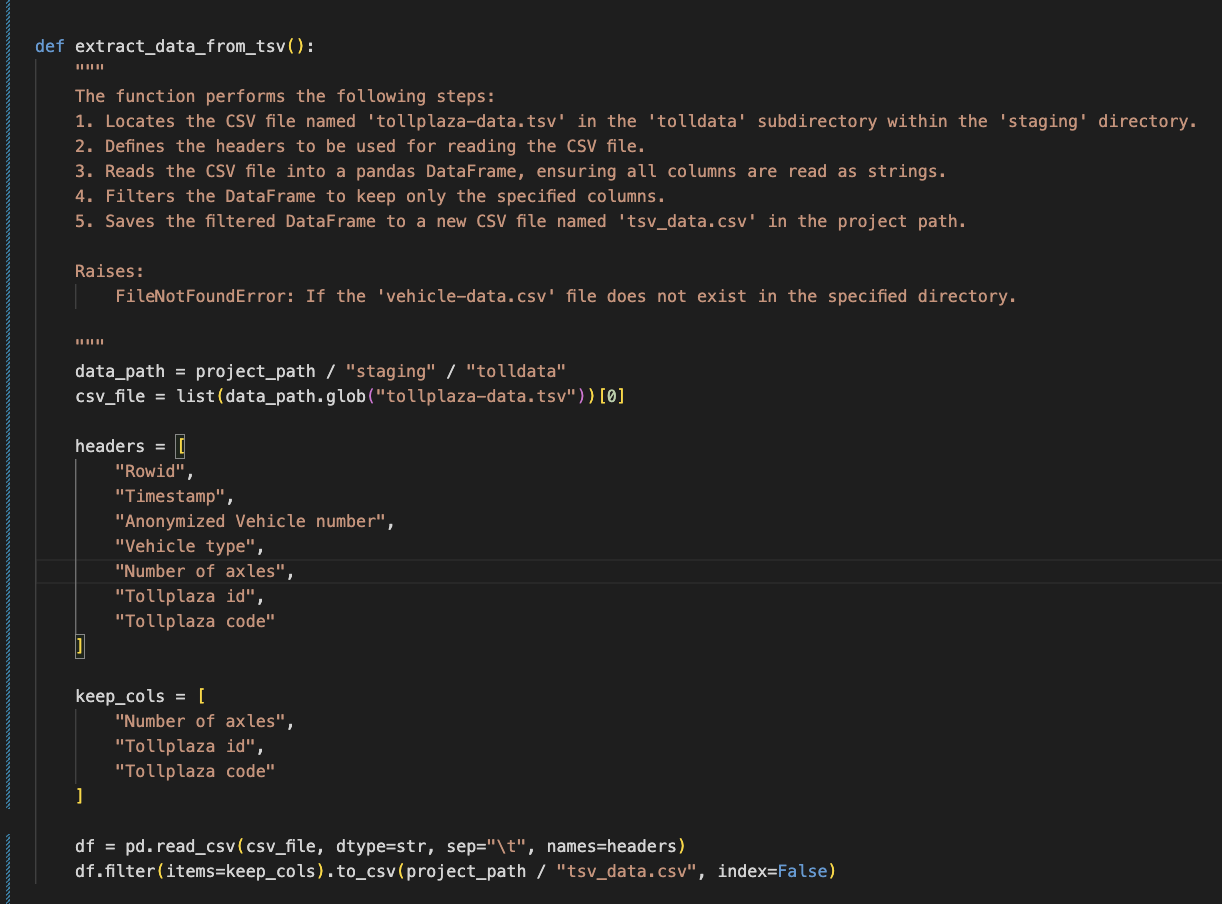 def extract_data_from_tsv():
    """
    The function performs the following steps:
    1. Locates the CSV file named 'tollplaza-data.tsv' in the 'tolldata' subdirectory within the 'staging' directory.
    2. Defines the headers to be used for reading the CSV file.
    3. Reads the CSV file into a pandas DataFrame, ensuring all columns are read as strings.
    4. Filters the DataFrame to keep only the specified columns.
    5. Saves the filtered DataFrame to a new CSV file named 'tsv_data.csv' in the project path.

    Raises:
        FileNotFoundError: If the 'vehicle-data.csv' file does not exist in the specified directory.

    """
    data_path = project_path / "staging" / "tolldata"
    csv_file = list(data_path.glob("tollplaza-data.tsv"))[0]

    headers = [
        "Rowid",
        "Timestamp",
        "Anonymized Vehicle number",
        "Vehicle type",
        "Number of axles",
        "Tollplaza id",
        "Tollplaza code"
    ]

    keep_cols = [
        "Number of axles",
        "Tollplaza id",
        "Tollplaza code"
    ]

    df = pd.read_csv(csv_file, dtype=str, sep="\t", names=headers)
    df.filter(items=keep_cols).to_csv(project_path / "tsv_data.csv", index=False)